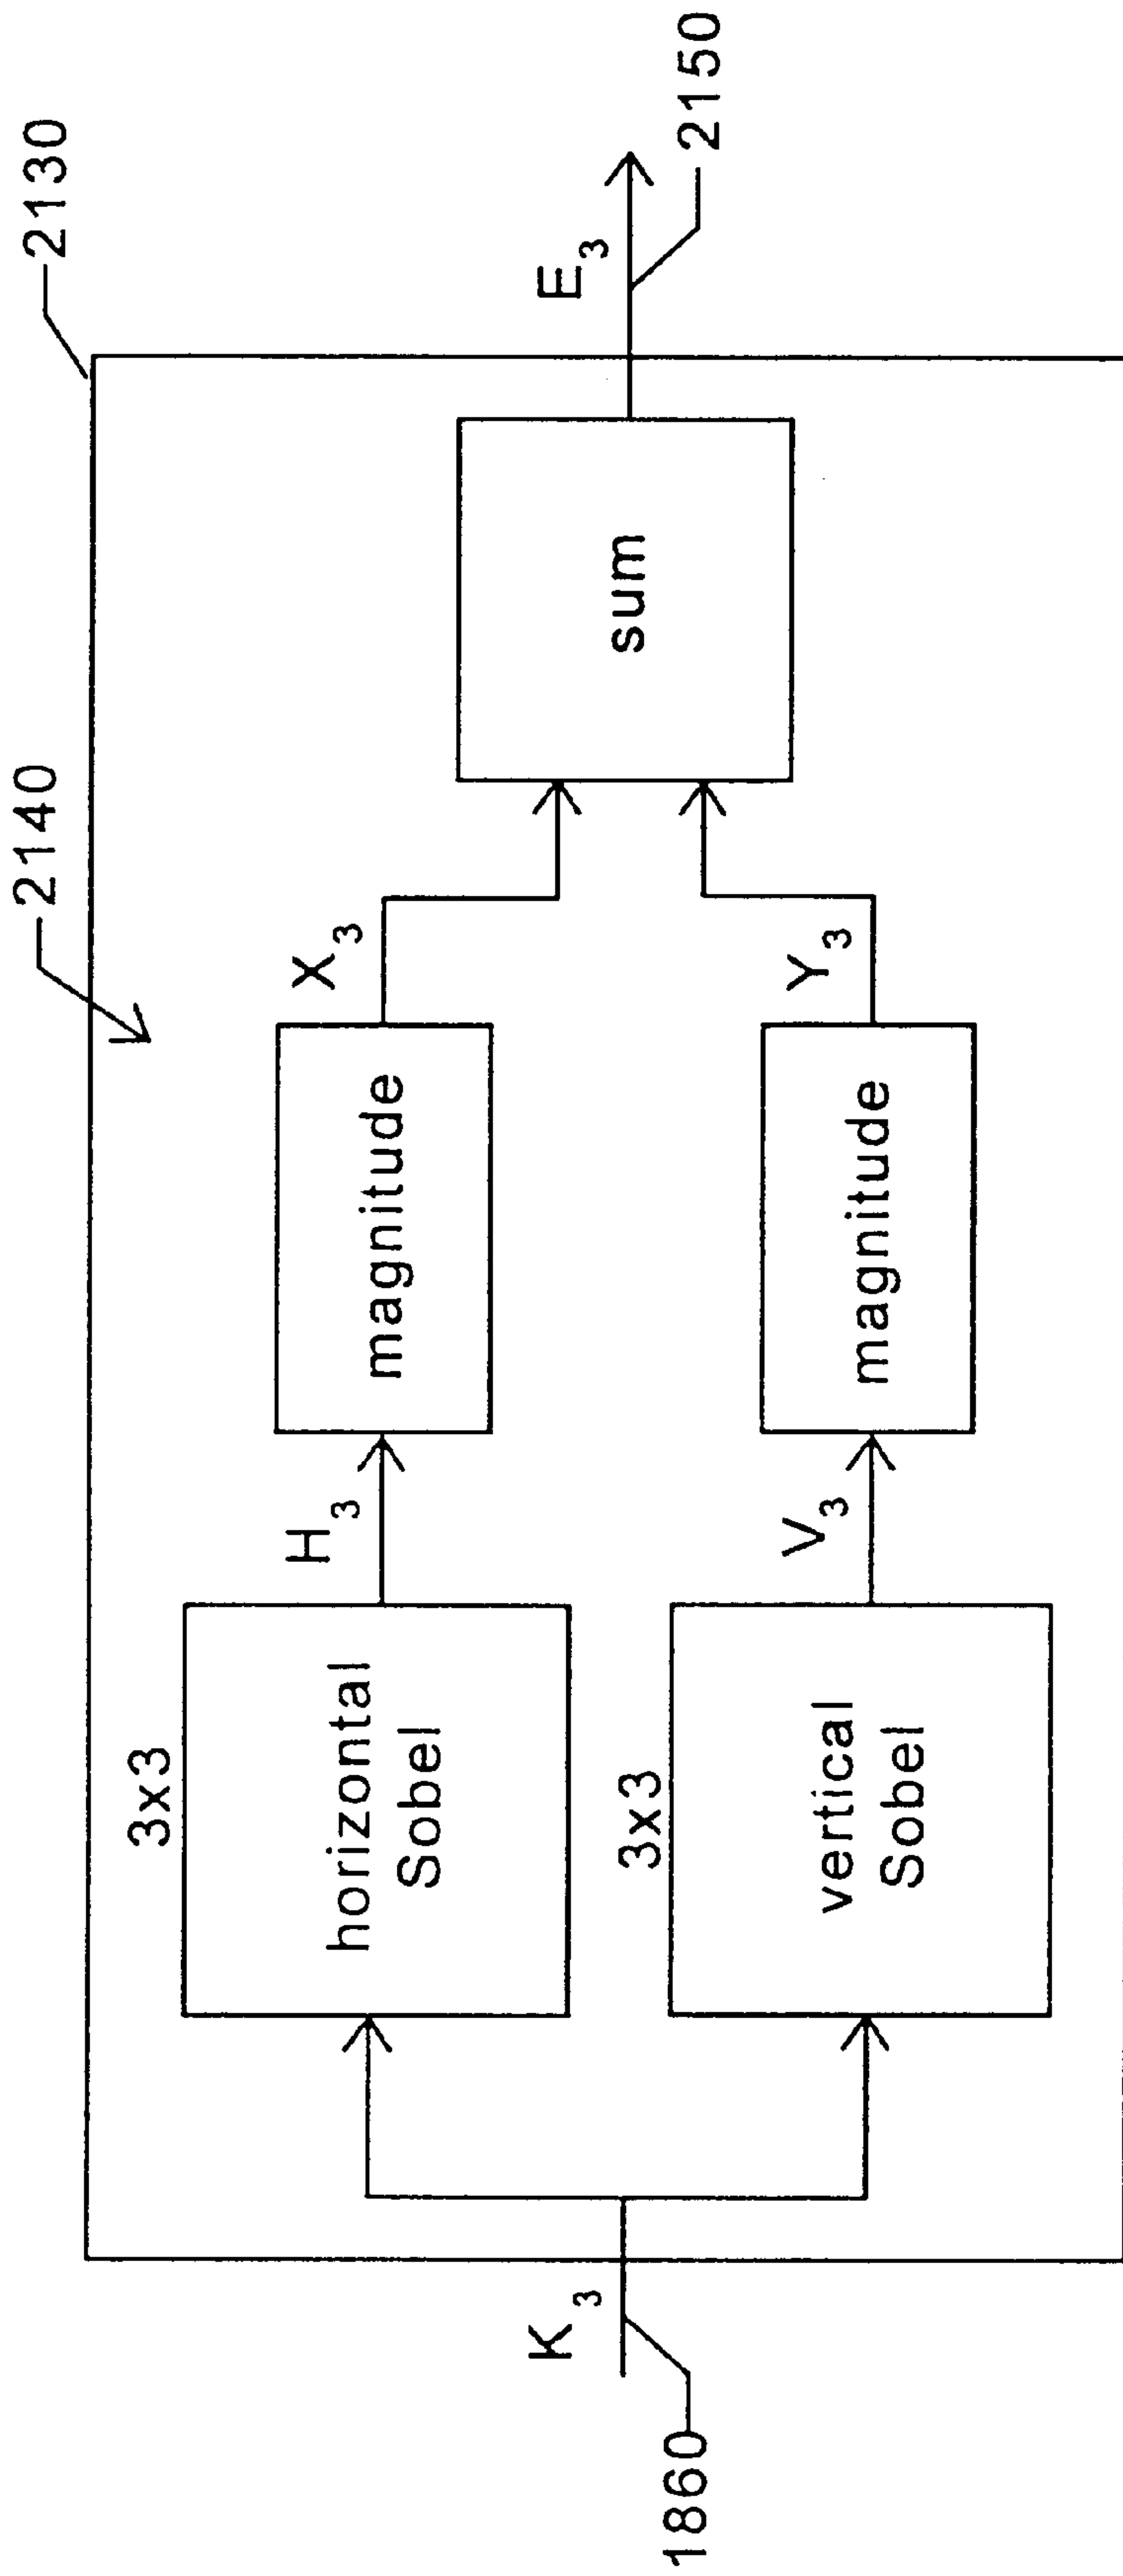 2130
2140
3x3
horizontal
Sobel
H3
magnitude
X3
K3
1860
sum
E3
2150
3x3
vertical
Sobel
V3
magnitude
Y3